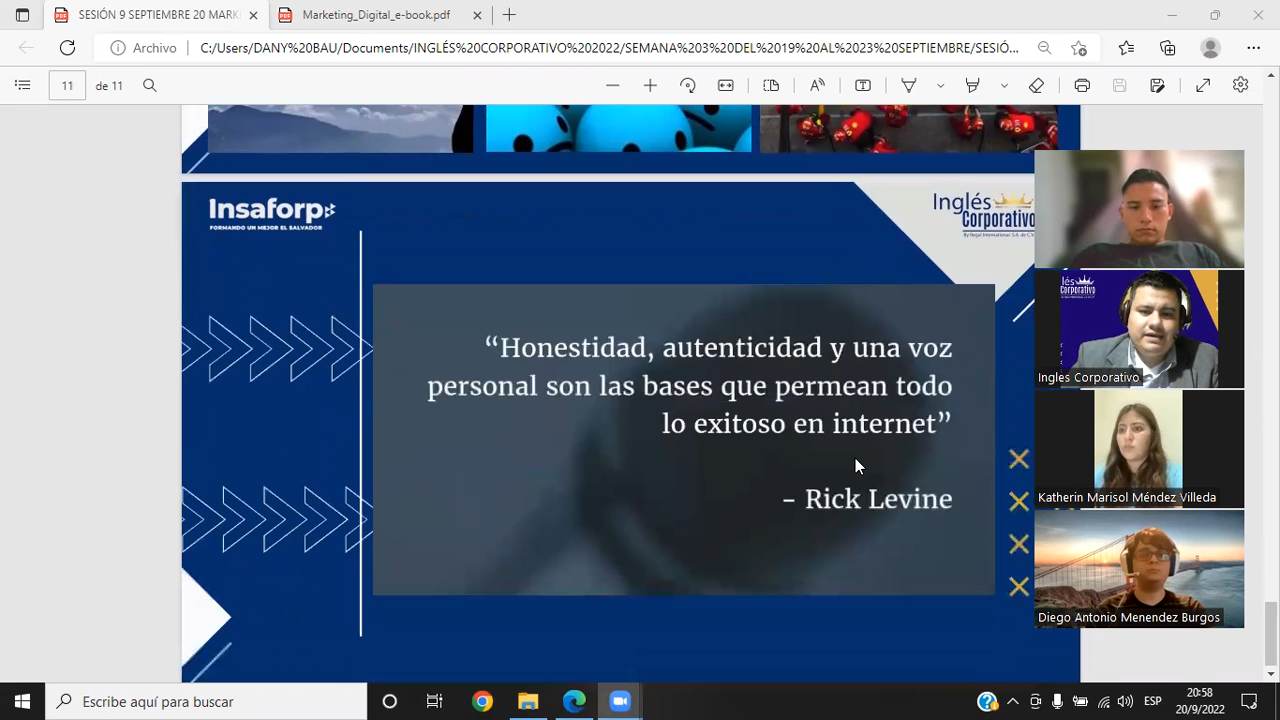 SESIÓN 9 SEPTIEMBRE 20 MARK
Marketing_Digital_e-book.pdf
Archivo
C:/Users/DANY%20BAU/Documents/INGLÉS%20CORPORATIVO%202022/SEMANA%203%20DEL%2019%20AL%2023%20SEPTIEMBRE/SESIÓ...
11 de 11
Insaforp
FORMANDO UN MEJOR EL SALVADOR
Inglés
Corporativo
“Honestidad, autenticidad y una voz
personal son las bases que permean todo
lo exitoso en internet”
- Rick Levine
Inglés
Corporativo
Ingles Corporativo
Katherin Marisol Méndez Villeda
Diego Antonio Menendez Burgos
Escribe aquí para buscar
ESP
20:58
20/9/2022